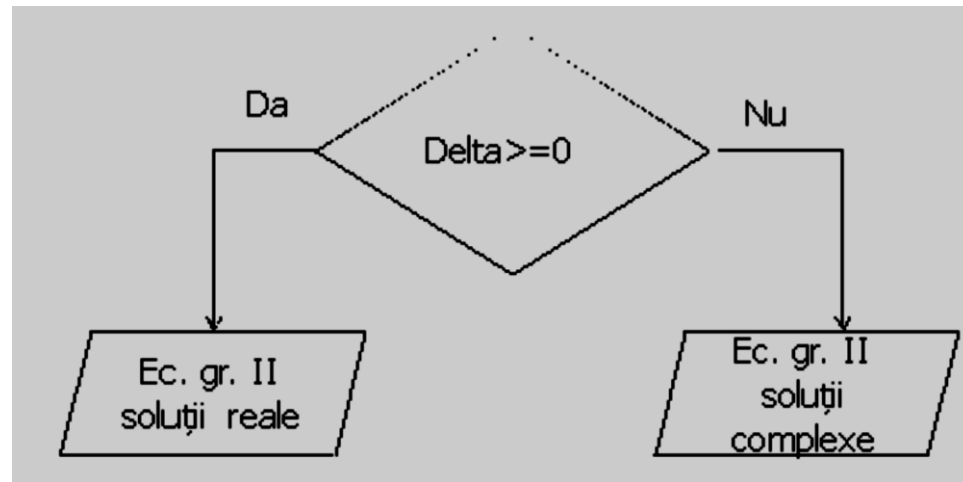 Da
Nu
Delta>=0
Ec. gr. II
soluții reale
Ec. gr. II
soluții
complexe